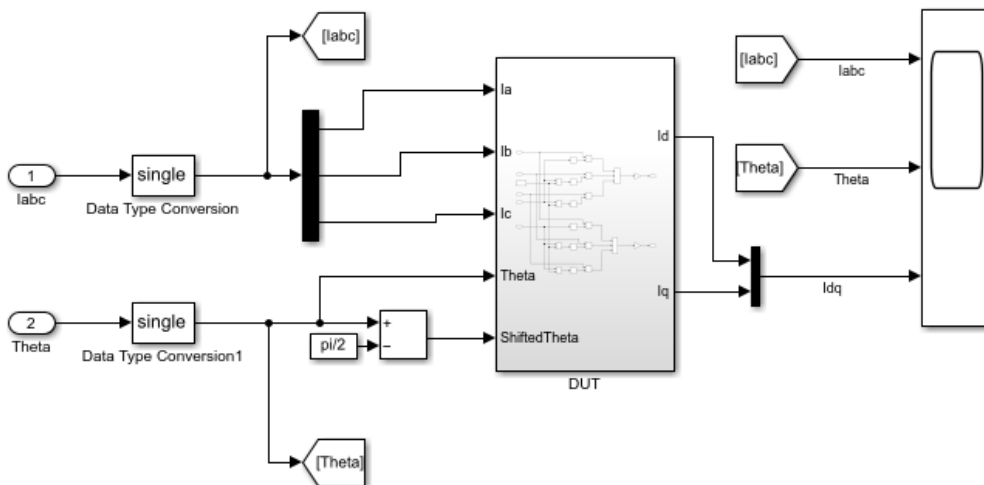 [Iabc]
[Iabc]
Iabc
Ia
Ib
Id
1
Iabc
single
Data Type Conversion
Ic
[Theta]
Theta
Theta
Iq
Idq
2
Theta
single
Data Type Conversion1
+
−
pi/2
ShiftedTheta
DUT
[Theta]